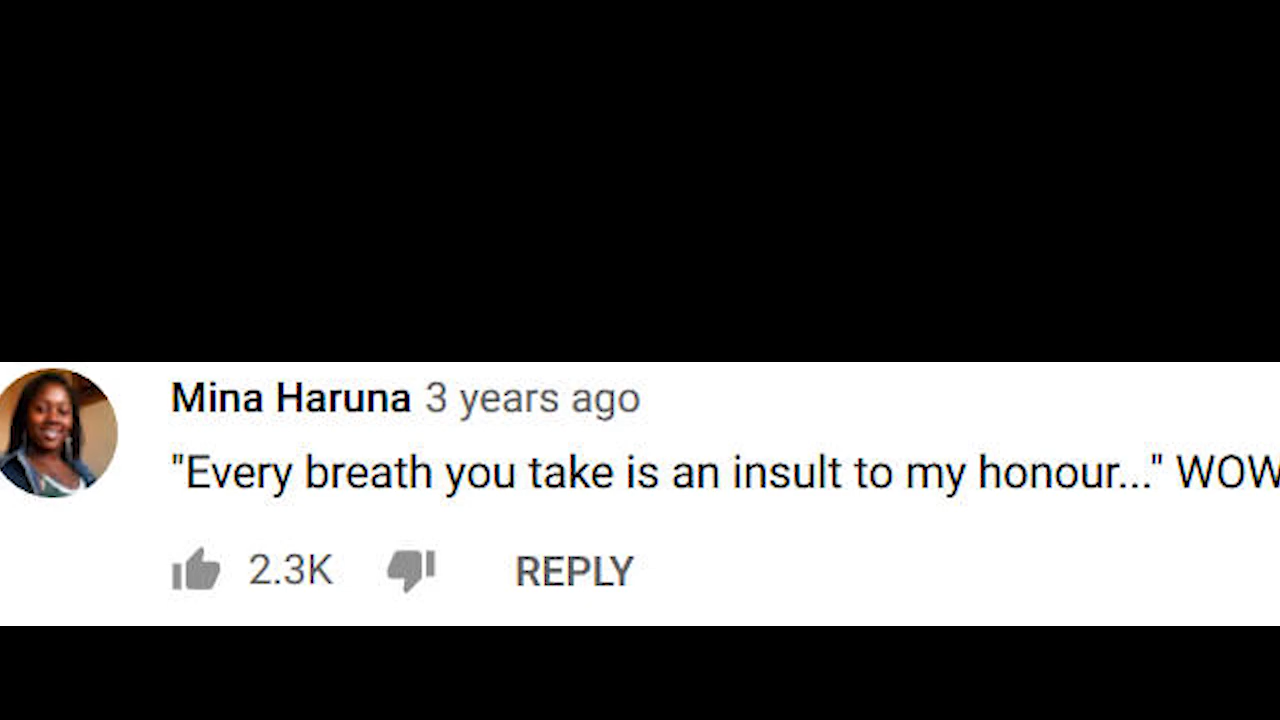 Mina Haruna 3 years ago
"Every breath you take is an insult to my honour..." WOW
2.3K REPLY